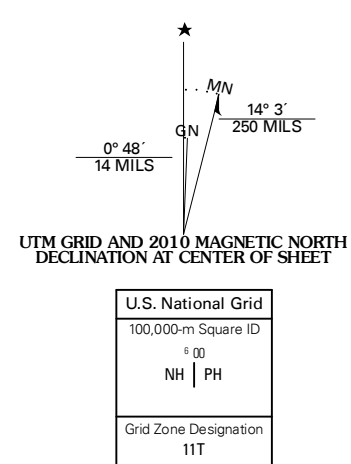 ★
MN
GN
14° 3´
250 MILS
0° 48´
14 MILS
UTM GRID AND 2010 MAGNETIC NORTH
DECLINATION AT CENTER OF SHEET
U.S. National Grid
100,000-m Square ID
⁶ 00
NH | PH
Grid Zone Designation
11T